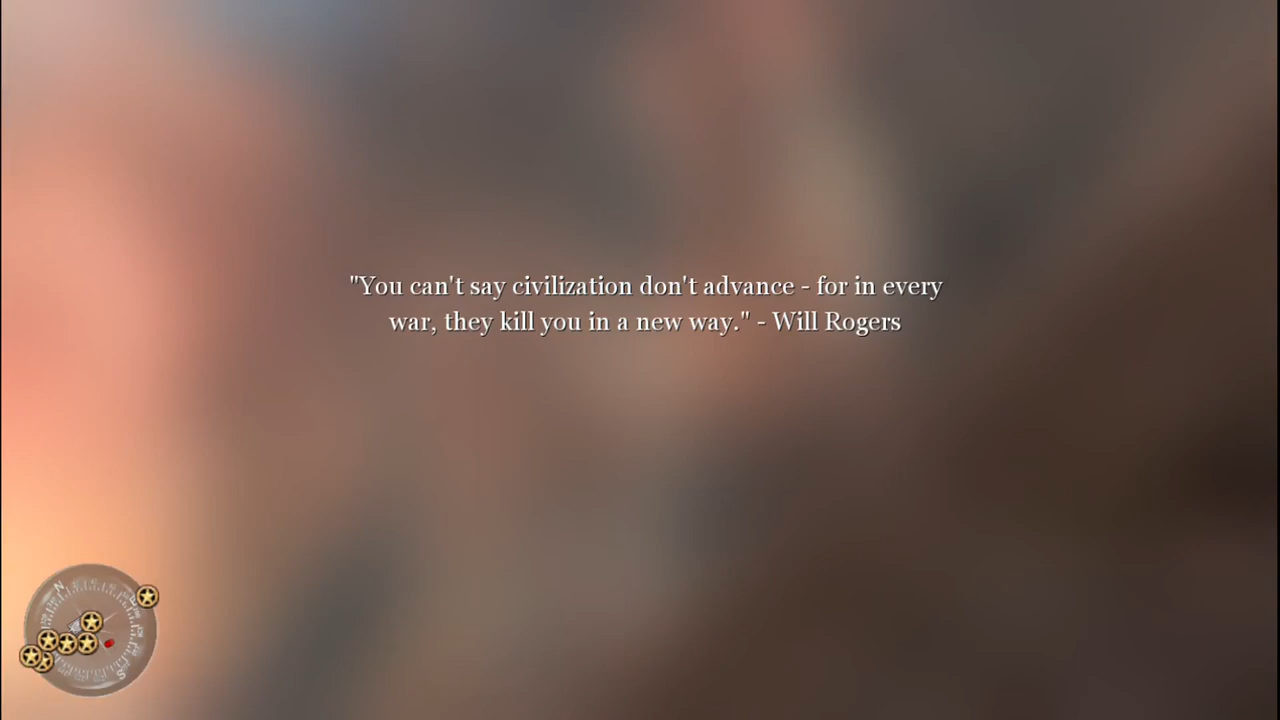 "You can't say civilization don't advance - for in every
war, they kill you in a new way." - Will Rogers
N
S